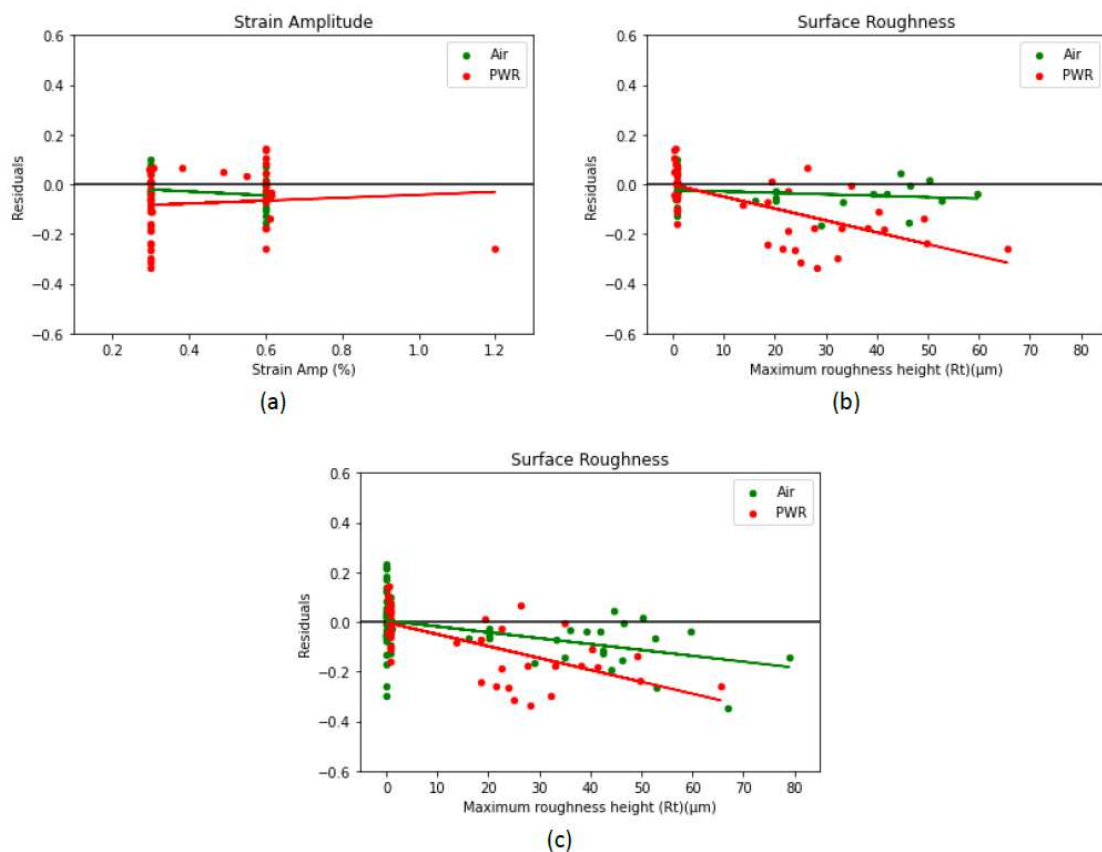 Strain Amplitude
0.6
0.4
0.2
0.0
−0.2
−0.4
−0.6
Residuals
Air
PWR
0.2 0.4 0.6 0.8 1.0 1.2
Strain Amp (%)
(a)
Surface Roughness
0.6
0.4
0.2
0.0
−0.2
−0.4
−0.6
Residuals
Air
PWR
0 10 20 30 40 50 60 70 80
Maximum roughness height (Rt)(μm)
(b)
Surface Roughness
0.6
0.4
0.2
0.0
−0.2
−0.4
−0.6
Residuals
Air
PWR
0 10 20 30 40 50 60 70 80
Maximum roughness height (Rt)(μm)
(c)